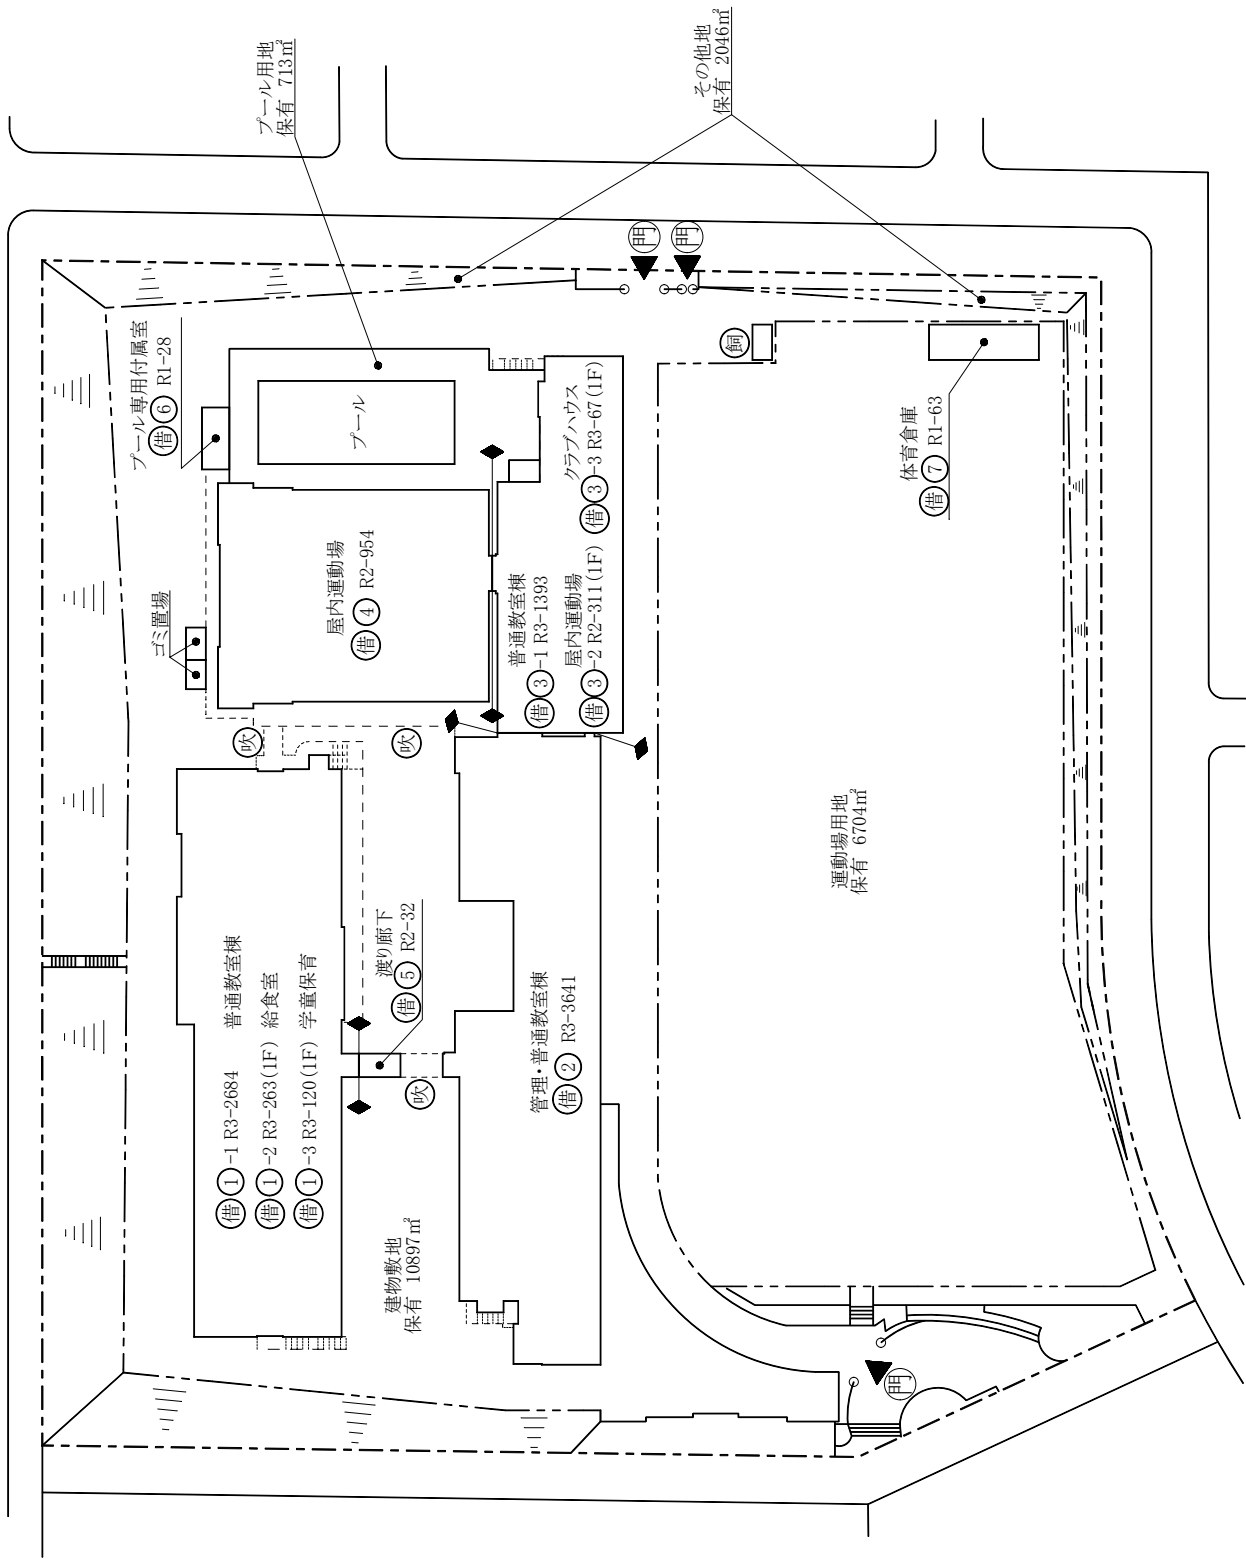 プール用地
保有 713㎡
その他地
保有 2046㎡
プール専用付属室
借 ⑥ R1-28
プール
門
門
飼
体育倉庫
借 ⑦ R1-63
ゴミ置場
屋内運動場
借 ④ R2-954
普通教室棟
借 ③-1 R3-1393
屋内運動場
借 ③-2 R2-311(1F)
クラブハウス
借 ③-3 R3-67(1F)
吹
吹
運動場用地
保有 6704㎡
普通教室棟
借 ①-1 R3-2684
借 ①-2 R3-263(1F) 給食室
借 ①-3 R3-120(1F) 学童保育
渡り廊下
借 ⑤ R2-32
吹
管理・普通教室棟
借 ② R3-3641
建物敷地
保有 10897㎡
門